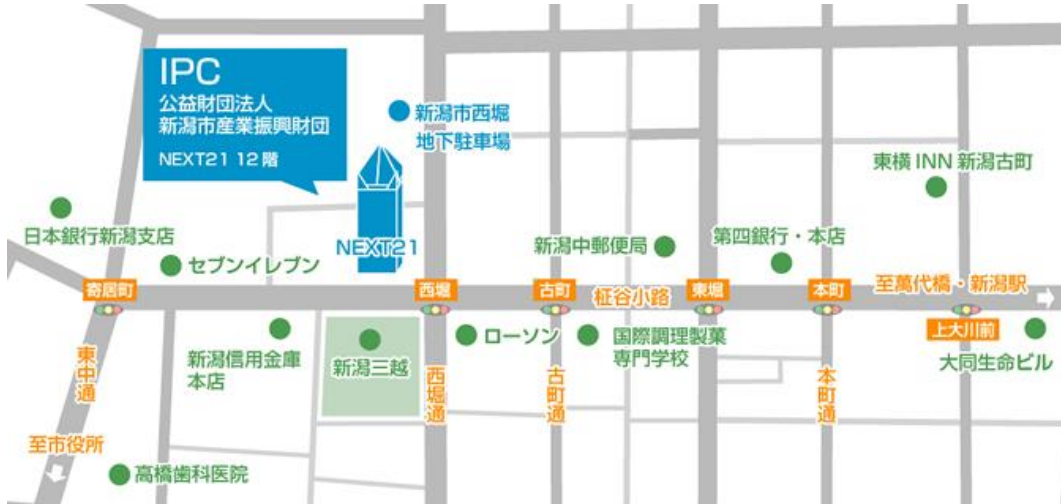 IPC
公益財団法人
新潟市産業振興財団
NEXT21 12階
新潟市西堀
地下駐車場
東横INN 新潟古町
日本銀行新潟支店
セブンイレブン
NEXT21
新潟中郵便局
第四銀行・本店
寄居町
西堀
古町
柾谷小路
東堀
本町
至萬代橋・新潟駅
上大川前
新潟信用金庫
本店
新潟三越
ローソン
国際調理製菓
専門学校
大同生命ビル
東中通
西堀通
古町通
本町通
至市役所
高橋歯科医院